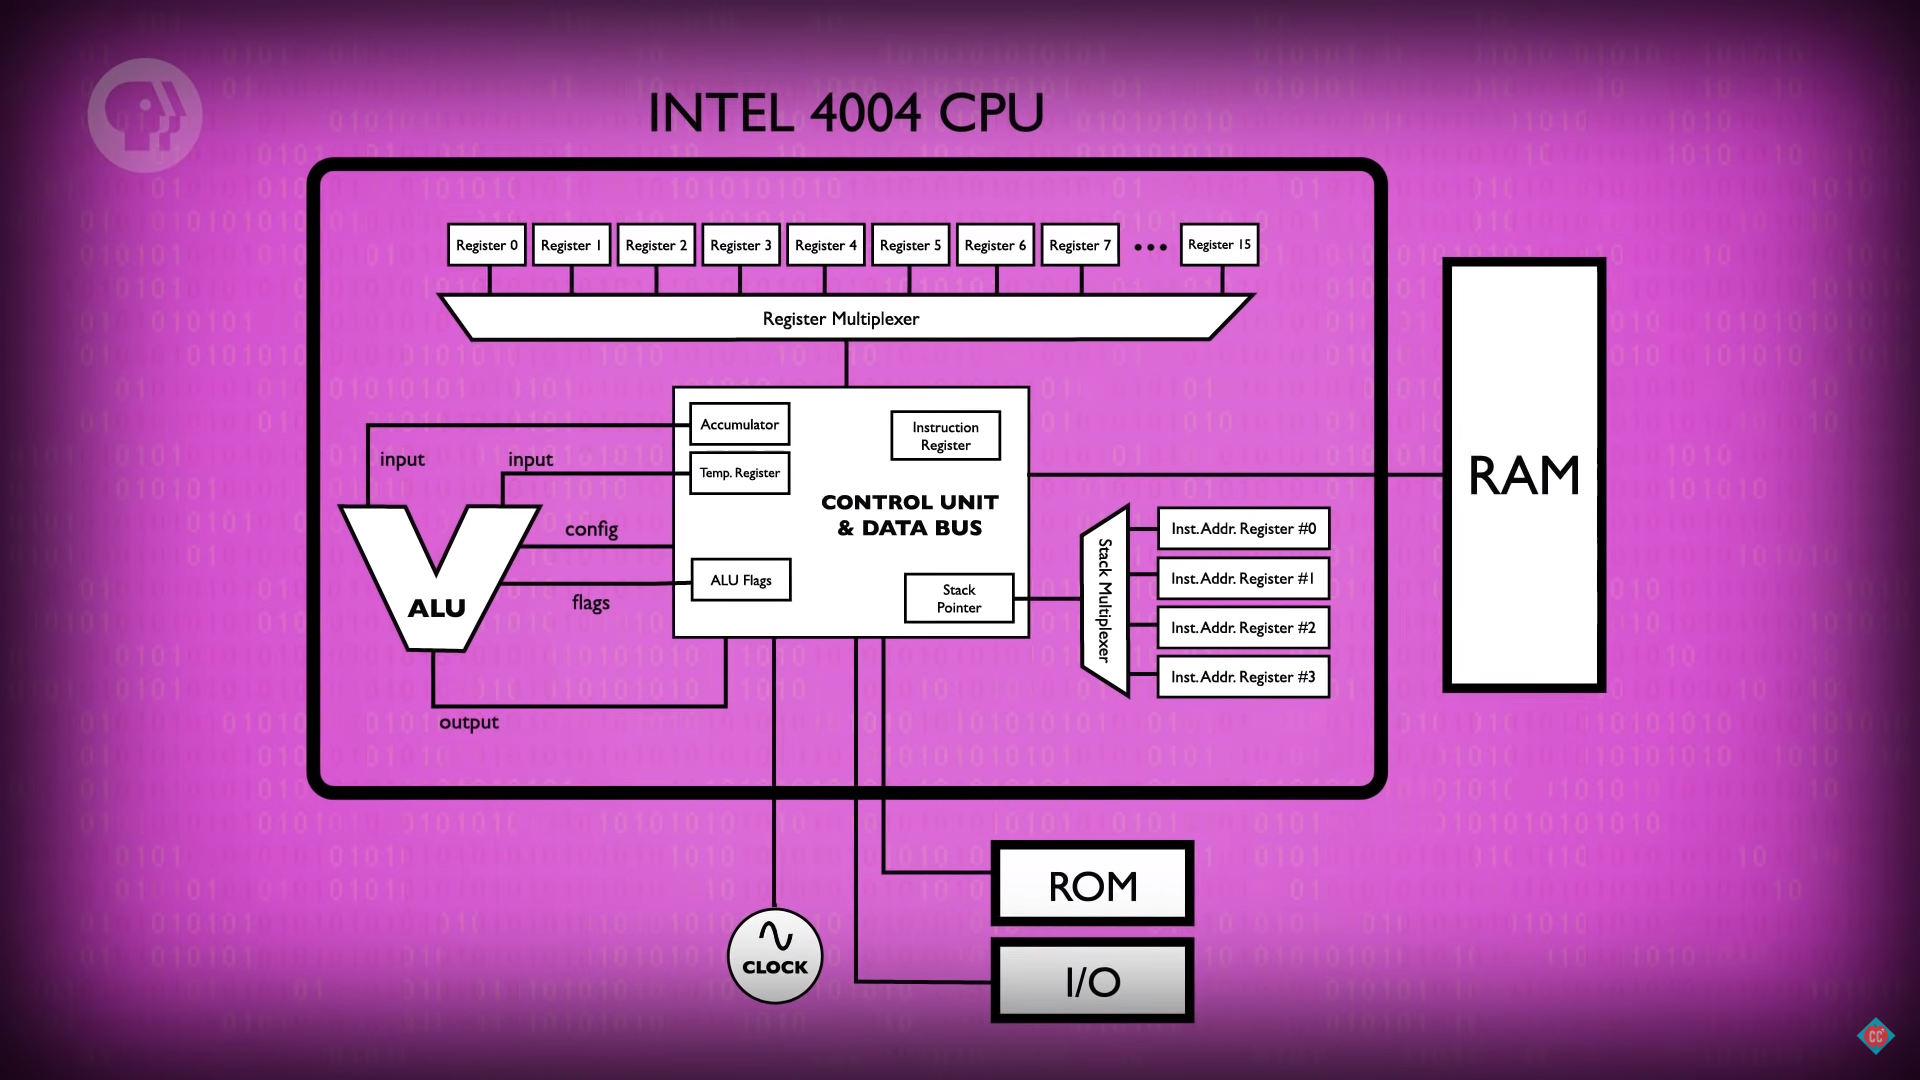 INTEL 4004 CPU
Register 0
Register 1
Register 2
Register 3
Register 4
Register 5
Register 6
Register 7
...
Register 15
Register Multiplexer
Accumulator
Temp. Register
Instruction
Register
CONTROL UNIT
& DATA BUS
ALU Flags
Stack
Pointer
input
input
config
flags
ALU
output
Stack Multiplexer
Inst. Addr. Register #0
Inst. Addr. Register #1
Inst. Addr. Register #2
Inst. Addr. Register #3
RAM
ROM
I/O
CLOCK
CC